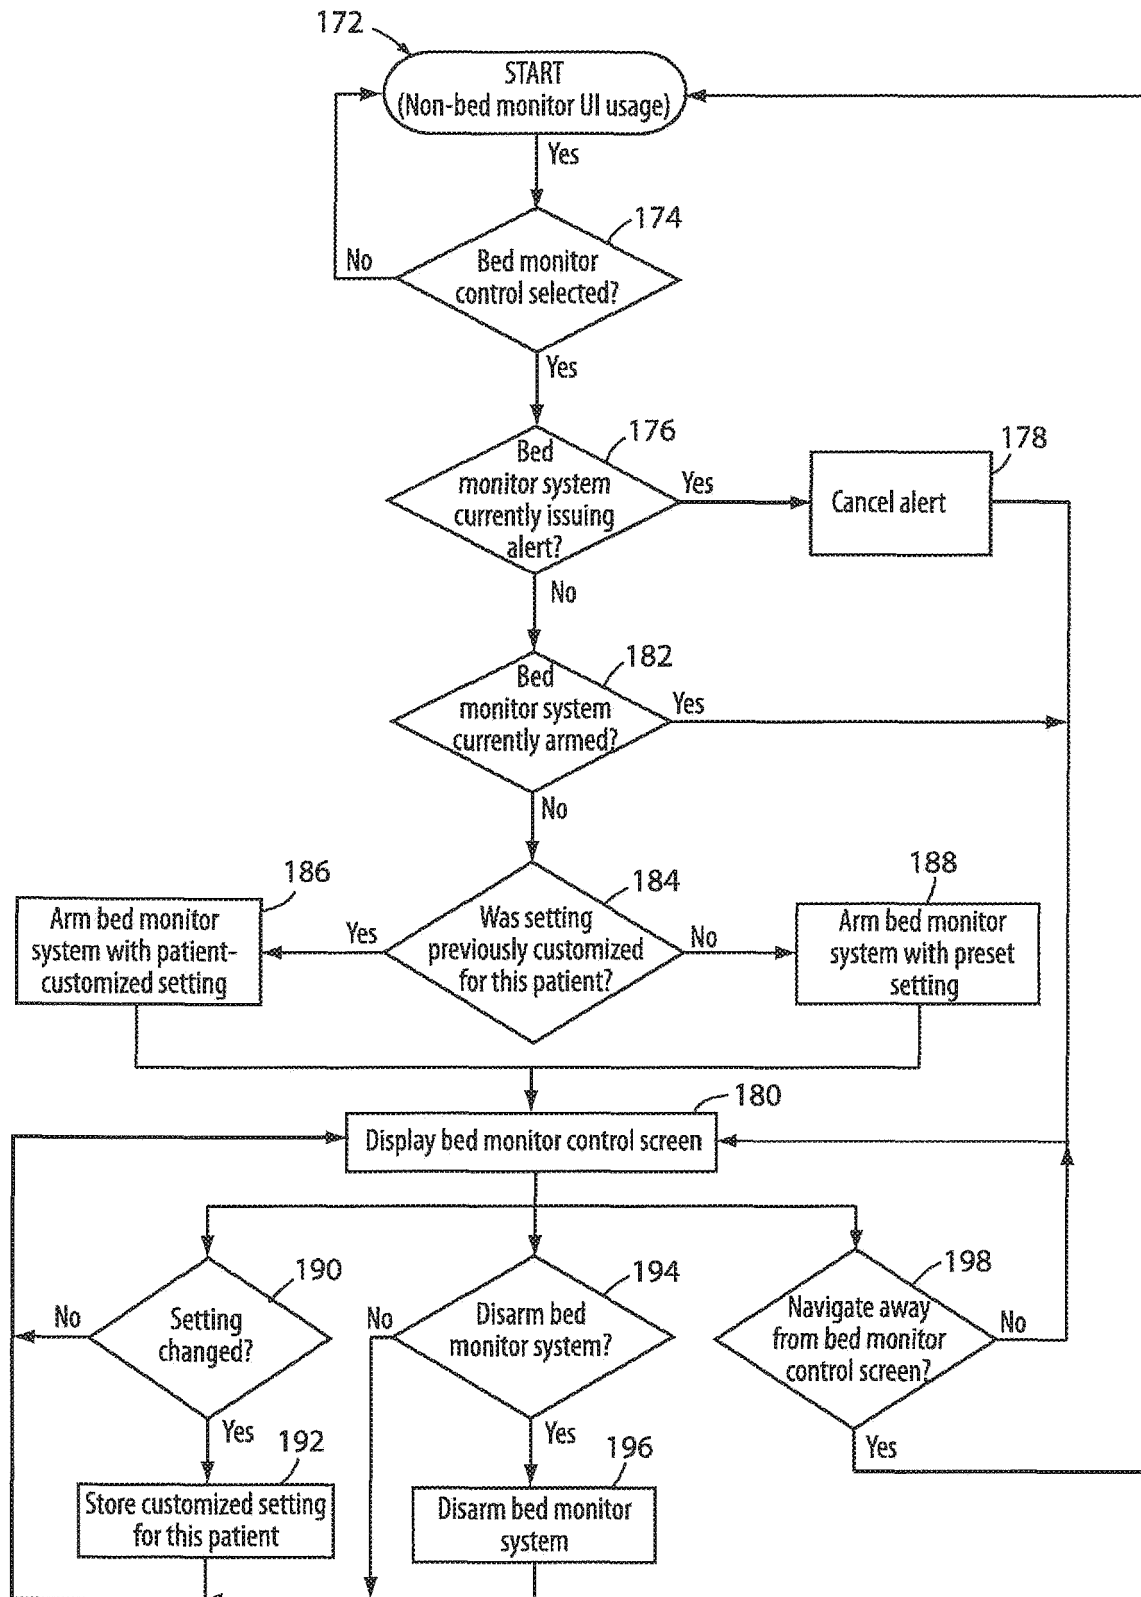 172
START
(Non-bed monitor UI usage)
Yes
174
No
Bed monitor
control selected?
Yes
176
Bed
monitor system
currently issuing
alert?
Yes
178
Cancel alert
No
182
Bed
monitor system
currently armed?
Yes
No
186
Arm bed monitor
system with patient-
customized setting
Yes
184
Was setting
previously customized
for this patient?
No
188
Arm bed monitor
system with preset
setting
180
Display bed monitor control screen
190
No
Setting
changed?
Yes
192
Store customized setting
for this patient
194
No
Disarm bed
monitor system?
Yes
196
Disarm bed monitor
system
198
Navigate away
from bed monitor
control screen?
No
Yes